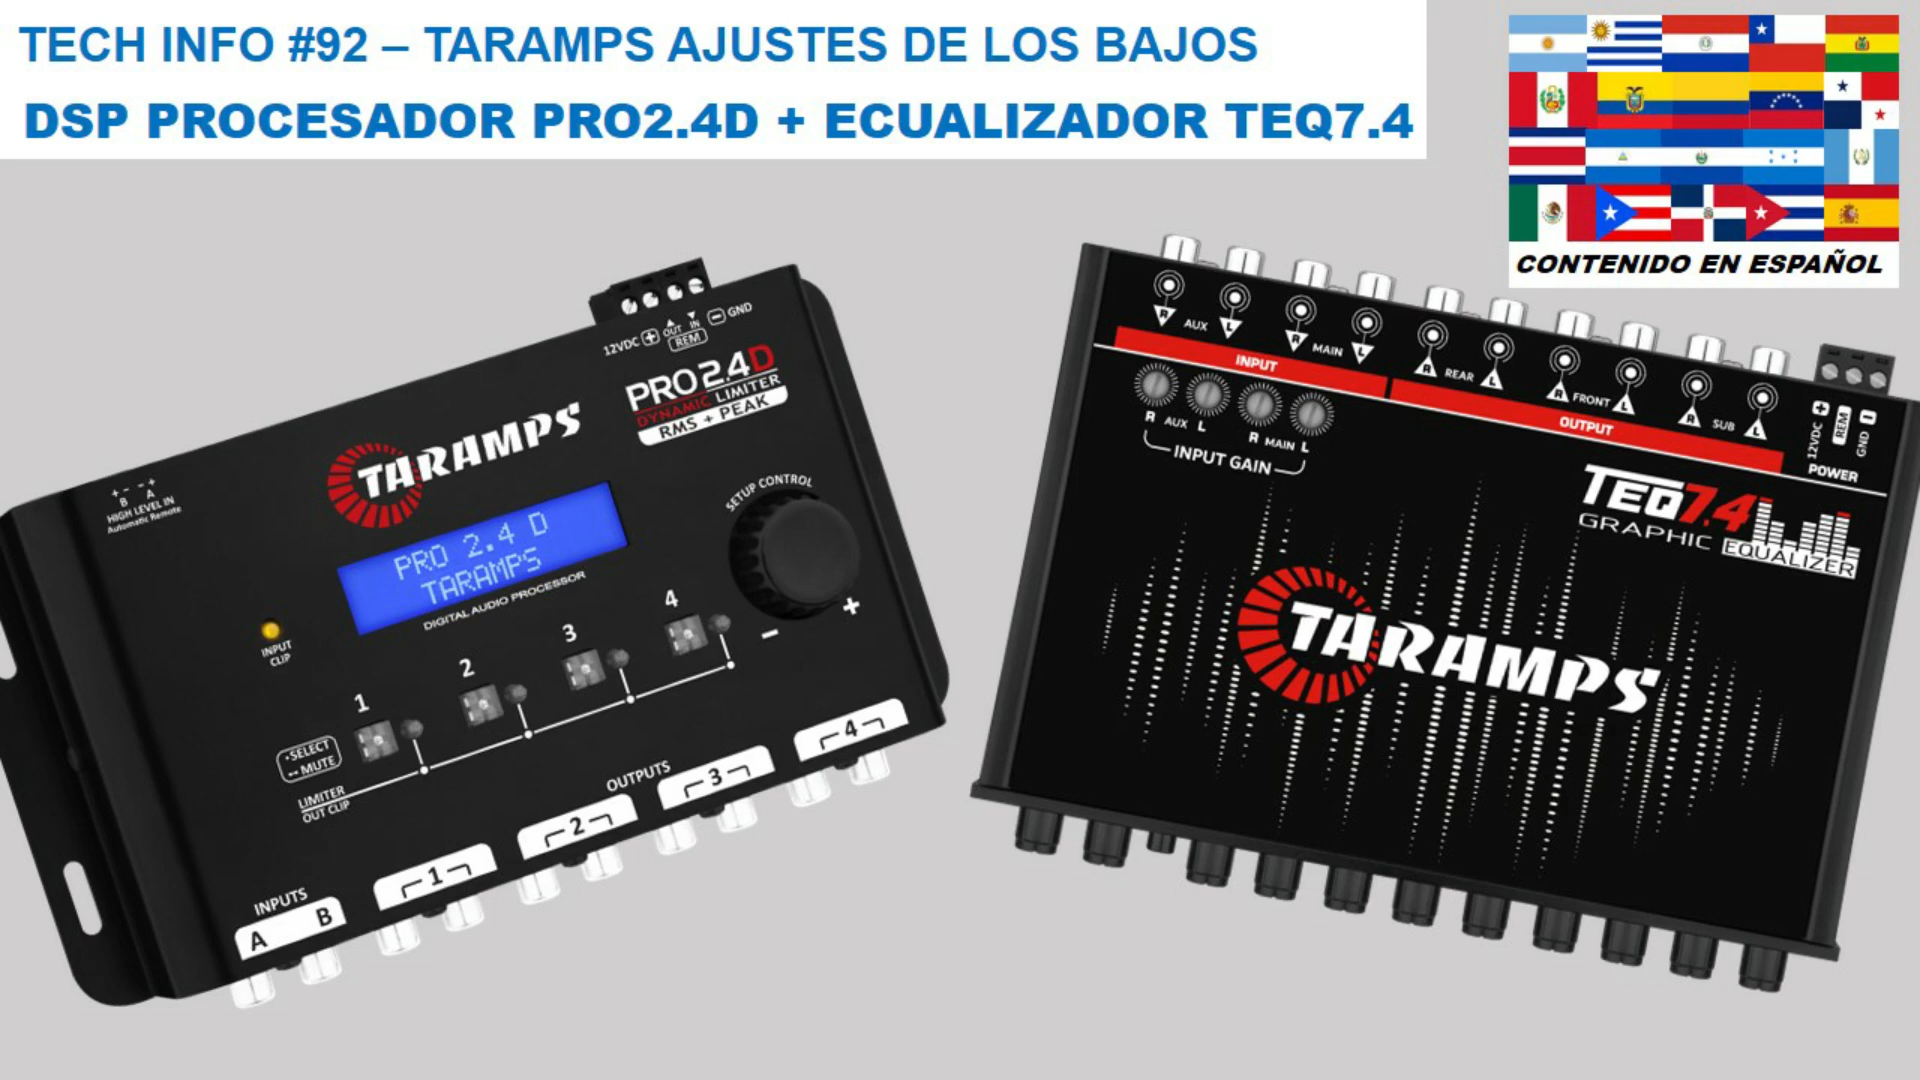 TECH INFO #92 – TARAMPS AJUSTES DE LOS BAJOS
DSP PROCESADOR PRO2.4D + ECUALIZADOR TEQ7.4
CONTENIDO EN ESPAÑOL
12VDC + OUT IN - GND
REM
PRO2.4D
DYNAMIC LIMITER
RMS + PEAK
+ - - +
B A
HIGH LEVEL IN
Automatic Remote
TARAMPS
SETUP CONTROL
PRO 2.4 D
TARAMPS
DIGITAL AUDIO PROCESSOR
- +
INPUT
CLIP
1 2 3 4
•SELECT
MUTE
LIMITER
OUT CLIP
OUTPUTS
1 2 3 4
INPUTS
A B
R AUX L R MAIN L R REAR L R FRONT L R SUB L
INPUT OUTPUT
12VDC + REM GND -
POWER
R AUX L R MAIN L
INPUT GAIN
TEQ7.4
GRAPHIC EQUALIZER
TARAMPS